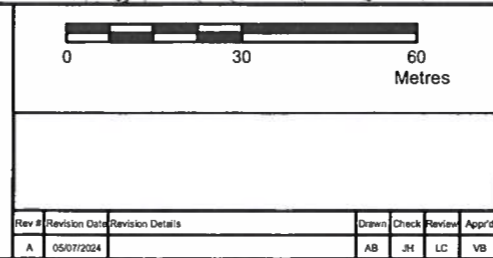 0 30 60
Metres
Rev # Revision Date Revision Details Drawn Check Review Appr'd
A 05/07/2024 AB JH LC VB